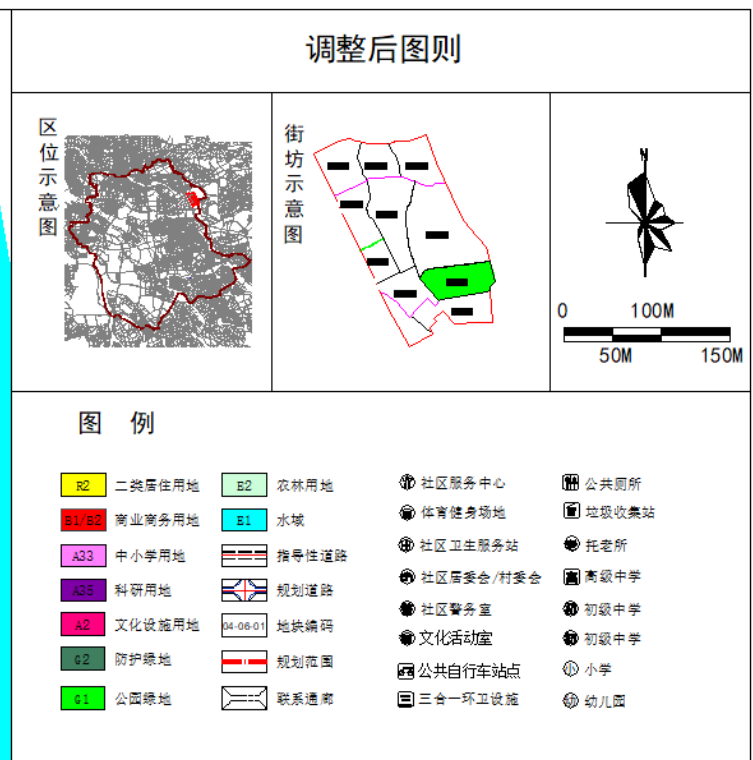 调整后图则
区位示意图
街坊示意图
N
0 100M
50M 150M
图 例
R2 二类居住用地
B1/B2 商业商务用地
A33 中小学用地
A35 科研用地
A2 文化设施用地
G2 防护绿地
G1 公园绿地
E2 农林用地
E1 水域
指导性道路
规划道路
04-06-01 地块编码
规划范围
联系通廊
社区服务中心
体育健身场地
社区卫生服务站
社区居委会/村委会
社区警务室
文化活动室
公共自行车站点
三合一环卫设施
公共厕所
垃圾收集站
托老所
高级中学
初级中学
初级中学
小学
幼儿园